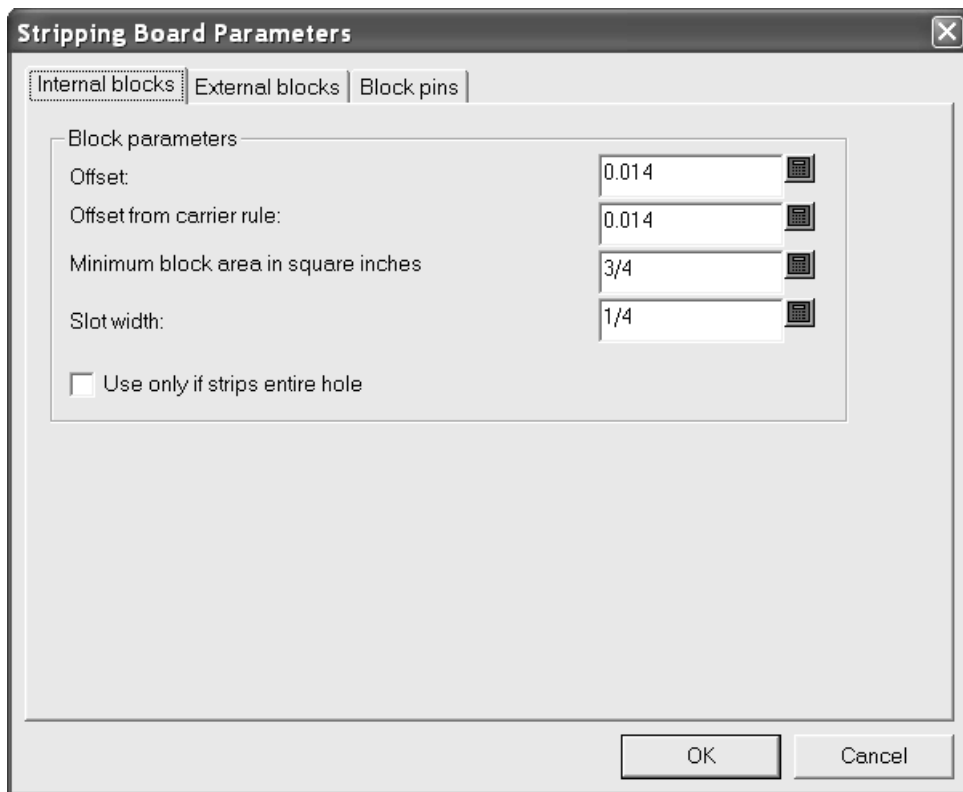 Stripping Board Parameters
Internal blocks External blocks Block pins
Block parameters
Offset: 0.014
Offset from carrier rule: 0.014
Minimum block area in square inches 3/4
Slot width: 1/4
Use only if strips entire hole
OK Cancel